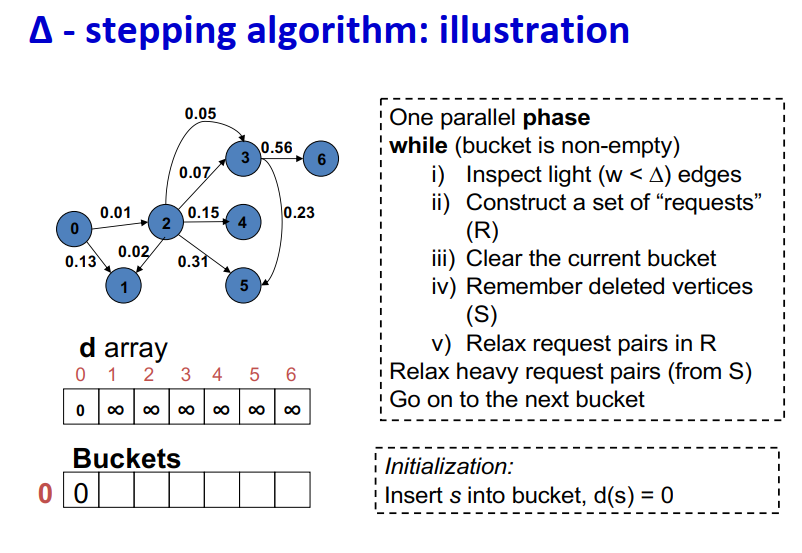 Δ - stepping algorithm: illustration
0.05
3
0.56
6
0.07
0.01
2
0.15
4
0.23
0
0.02
0.13
0.31
1
5
d array
0 1 2 3 4 5 6
0 ∞ ∞ ∞ ∞ ∞ ∞
Buckets
0 0
One parallel phase
while (bucket is non-empty)
i) Inspect light (w < Δ) edges
ii) Construct a set of “requests”
(R)
iii) Clear the current bucket
iv) Remember deleted vertices
(S)
v) Relax request pairs in R
Relax heavy request pairs (from S)
Go on to the next bucket
Initialization:
Insert s into bucket, d(s) = 0